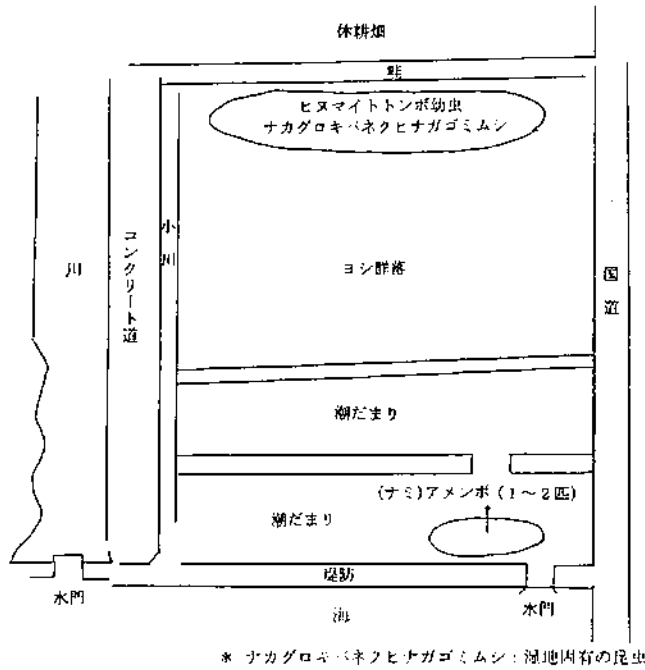 休耕畑
畦
ヒヌマイトトンボ幼虫
ナカグロキバネクビナガゴミムシ
川
コンクリート道
小川
ヨシ群落
国道
潮だまり
(ナミ)アメンボ(1〜2匹)
潮だまり
堤防
水門
海
水門
* ナカグロキバネクビナガゴミムシ:湿地固有の昆虫